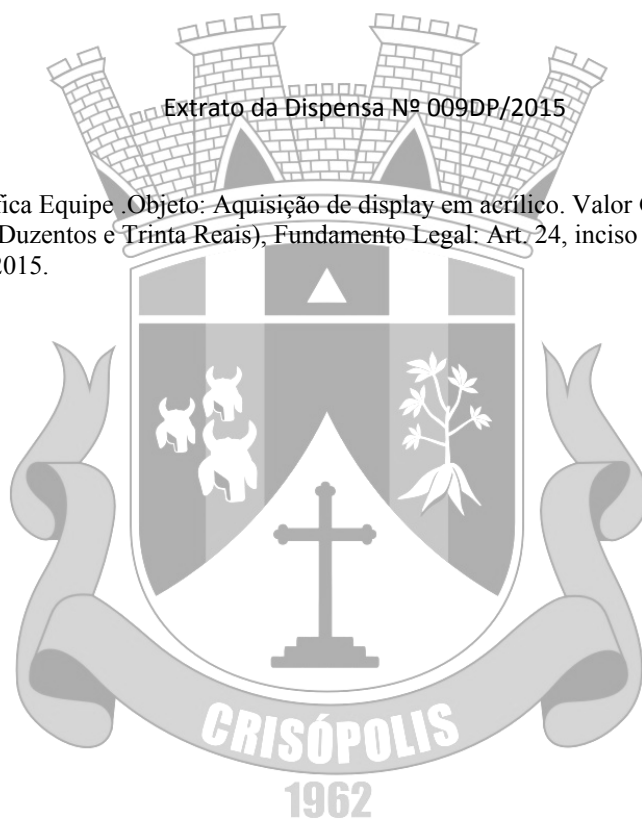 Extrato da Dispensa Nº 009DP/2015
Equipe .Objeto: Aquisição de display em acrílico. Valor
Duzentos e Trinta Reais), Fundamento Legal: Art. 24, inciso
2015.
CRISÓPOLIS
1962